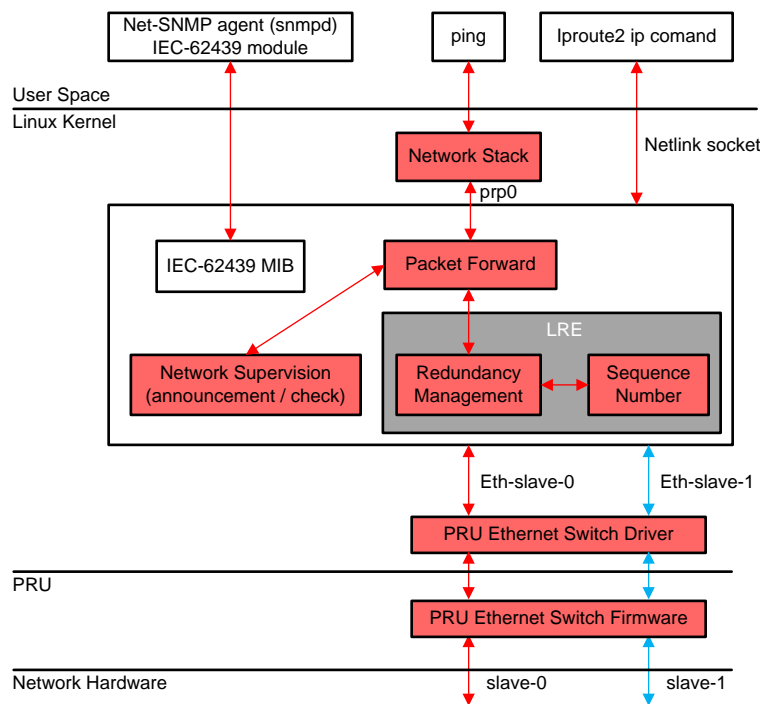 Net-SNMP agent (snmpd)
IEC-62439 module
ping
Iproute2 ip comand
User Space
Linux Kernel
Network Stack
Netlink socket
prp0
IEC-62439 MIB
Packet Forward
LRE
Network Supervision
(announcement / check)
Redundancy
Management
Sequence
Number
Eth-slave-0
Eth-slave-1
PRU Ethernet Switch Driver
PRU
PRU Ethernet Switch Firmware
Network Hardware
slave-0
slave-1